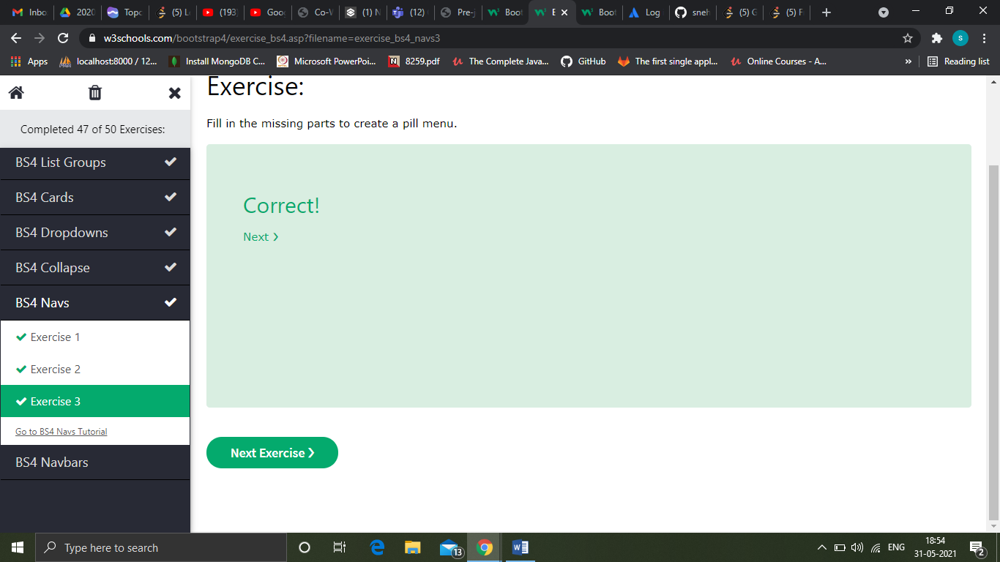 Inbo
2020
Topc
(5) Le
(193)
Goog
Co-W
(1) N
(12)
Pre-j
Boot
E
Boot
Log
sneh
(5) G
(5) F
w3schools.com/bootstrap4/exercise_bs4.asp?filename=exercise_bs4_navs3
S
Apps
localhost:8000 / 12...
Install MongoDB C...
Microsoft PowerPoi...
8259.pdf
The Complete Java...
GitHub
The first single appl...
Online Courses - A...
»
Reading list
Completed 47 of 50 Exercises:
BS4 List Groups
BS4 Cards
BS4 Dropdowns
BS4 Collapse
BS4 Navs
Exercise 1
Exercise 2
Exercise 3
Go to BS4 Navs Tutorial
BS4 Navbars
Exercise:
Fill in the missing parts to create a pill menu.
Correct!
Next ❯
Next Exercise ❯
Type here to search
13
ENG
18:54
31-05-2021
2